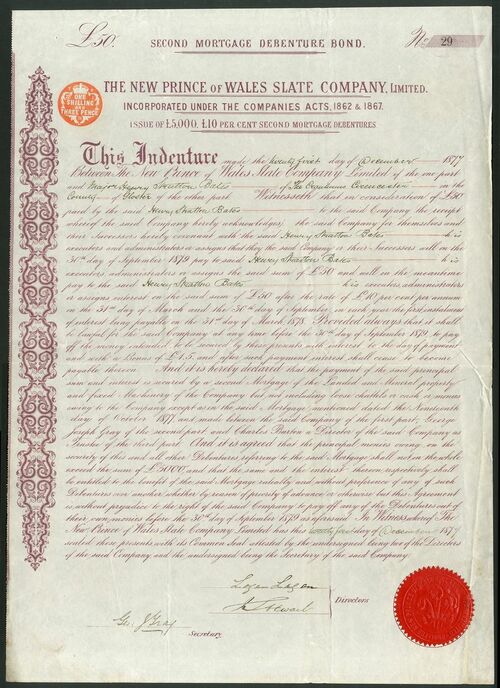 £50. SECOND MORTGAGE DEBENTURE BOND. No. 29
ONE SHILLING AND THREE PENCE
THE NEW PRINCE OF WALES SLATE COMPANY, LIMITED.
INCORPORATED UNDER THE COMPANIES ACTS, 1862 & 1867.
ISSUE OF £5,000, £10 PER CENT SECOND MORTGAGE DEBENTURES
This Indenture made the twenty first day of December 1877
Between The New Prince of Wales Slate Company Limited of the one part
and Major Henry Stratton Bates of The Cirencester in the
County of Gloster of the other part Witnesseth that in consideration of £50
paid by the said Henry Stratton Bates to the said Company the receipt
whereof the said Company hereby acknowledges, the said Company for themselves and
their Successors hereby covenant with the said Henry Stratton Bates his
executors administrators or assigns that they the said Company or their successors will on the
30th day of September 1879 pay to said Henry Stratton Bates his
executors, administrators or assigns the said sum of £50 and will in the meantime
pay to the said Henry Stratton Bates his executors, administrators
or assigns interest on the said sum of £50 after the rate of £10 per cent per annum
on the 31st day of March and the 30th day of September, in each year the first instalment
of interest being payable on the 31st day of March 1878. Provided always that it shall
be lawful for the said Company at any time before the 30th day of September 1879 to pay
off the moneys intended to be secured by these presents on giving to the said 28 days notice
and with a Bonus of £1.5 and after such payment interest shall cease to become
payable thereon. And it is hereby declared that the payment of the said principal
sum and interest is secured by a second Mortgage of the Landed and Mineral property
and fixed Machinery of the Company but not including loose chattels or cash or moneys
owing to the Company except as in the said Mortgage mentioned dated the Nineteenth
day of October 1877 and made between the Company of the first part, George
Joseph Gray of the second part and Charles Burton a Director of the said Company as
Trustee of the third part. And it is agreed that the principal moneys owing on the
security of this and all other Debentures referring to the said Mortgage shall not on the whole
exceed the sum of £5000 and that the same and the interest thereon respectively shall
be entitled to the benefit of the said Mortgage rateably and without preference of any of such
Debentures one another whether by reason of priority of advance or otherwise but this Agreement
is without prejudice to the right of the said Company to pay off any of the Debentures out of
their own monies before the 30th day of September 1879 as aforesaid. In Witness whereof The
New Prince of Wales Slate Company Limited has this twenty first day of December 1877
sealed these presents with its Common Seal attested by the undersigned being two of the Directors
of the said Company and the undersigned being the Secretary of the said Company.
Logan
J. Stewart
Directors
Geo. J. Gray
Secretary